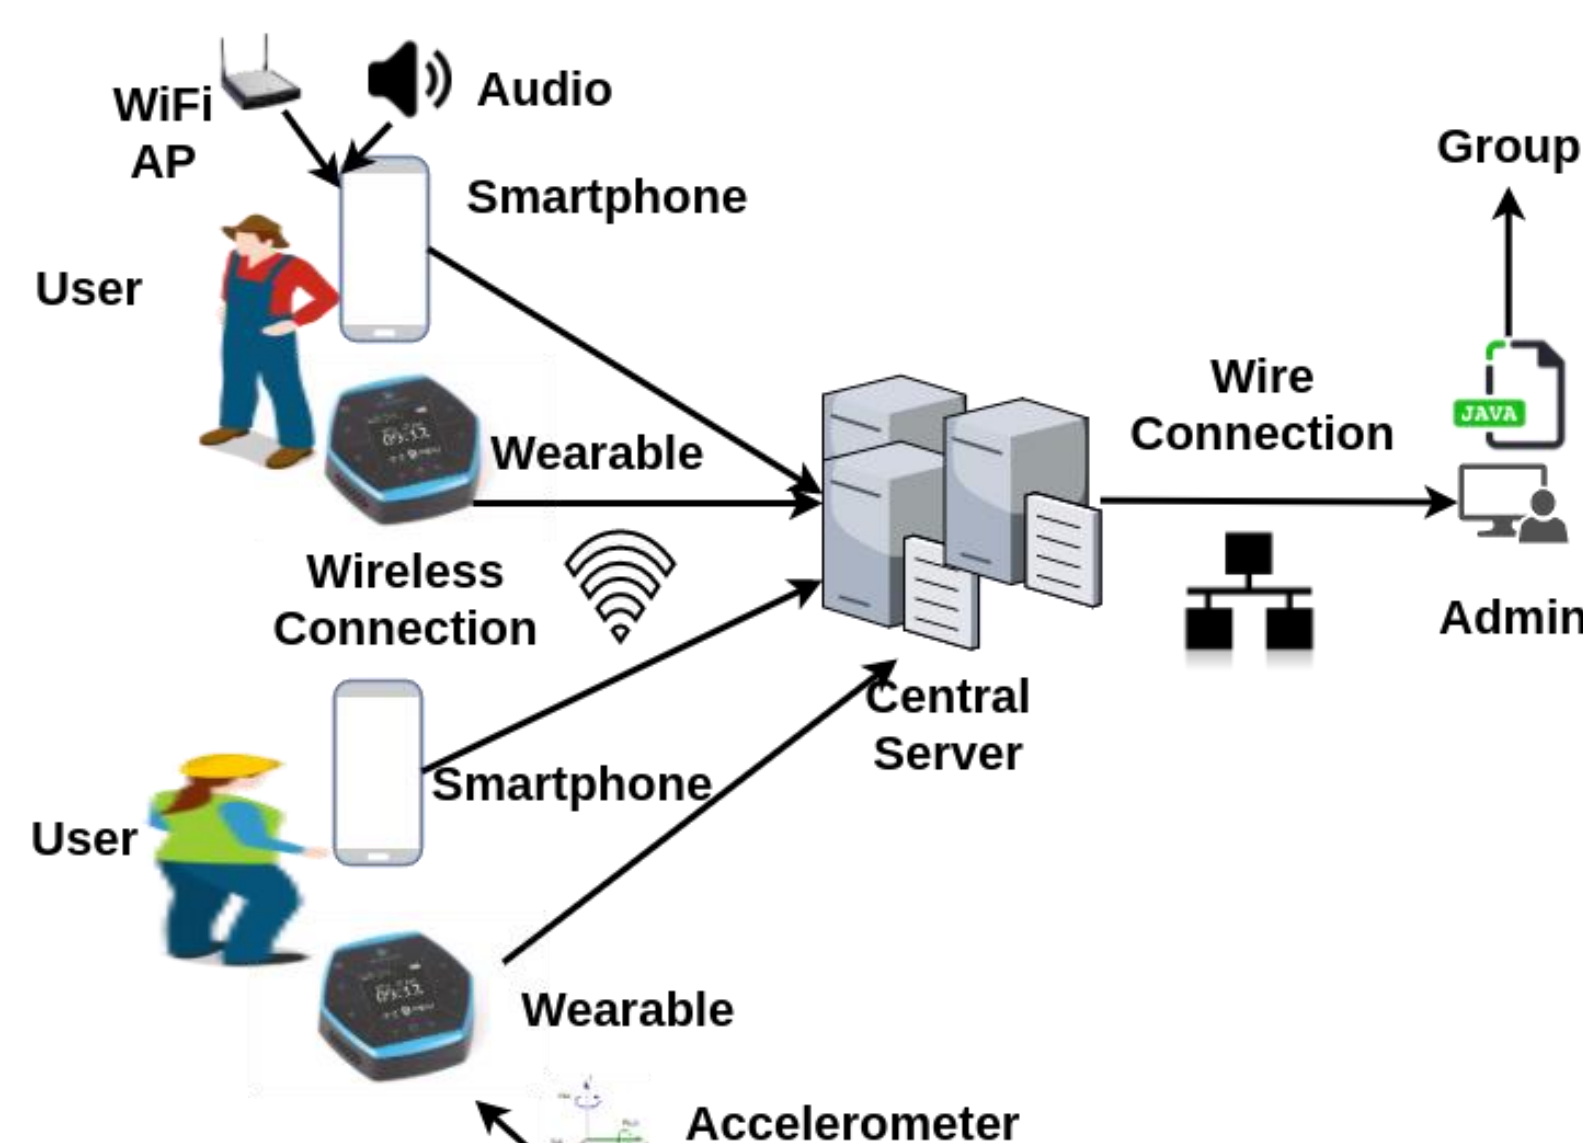 WiFi
AP
Audio
Smartphone
Group
User
JAVA
Wire
Connection
Wearable
Wireless
Connection
Admin
Central
Server
Smartphone
User
Wearable
Accelerometer